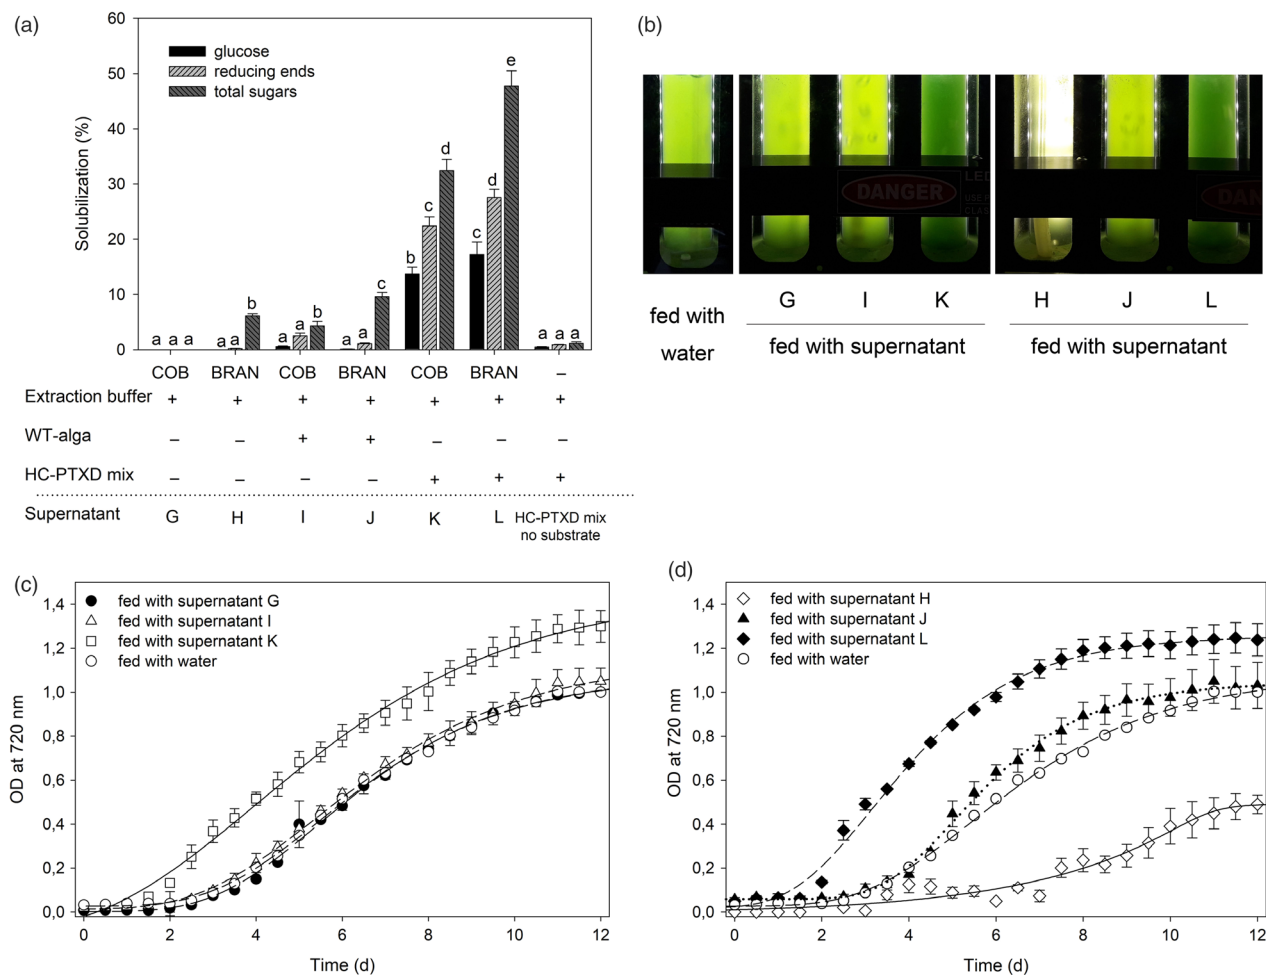 (a)
60
50
40
30
20
10
0
Solubilization (%)
glucose
reducing ends
total sugars
a a a
a a b
a a b
a a c
b c d
c d e
a a a
COB BRAN COB BRAN COB BRAN –
Extraction buffer + + + + + + +
WT-alga – – + + – – –
HC-PTXD mix – – – – + + +
Supernatant G H I J K L HC-PTXD mix
no substrate
(b)
DANGER
LED
CLAS
DAN
G I K H J L
fed with
water
fed with supernatant
fed with supernatant
(c)
OD at 720 nm
1,4
1,2
1,0
0,8
0,6
0,4
0,2
0,0
fed with supernatant G
fed with supernatant I
fed with supernatant K
fed with water
0 2 4 6 8 10 12
Time (d)
(d)
OD at 720 nm
1,4
1,2
1,0
0,8
0,6
0,4
0,2
0,0
fed with supernatant H
fed with supernatant J
fed with supernatant L
fed with water
0 2 4 6 8 10 12
Time (d)